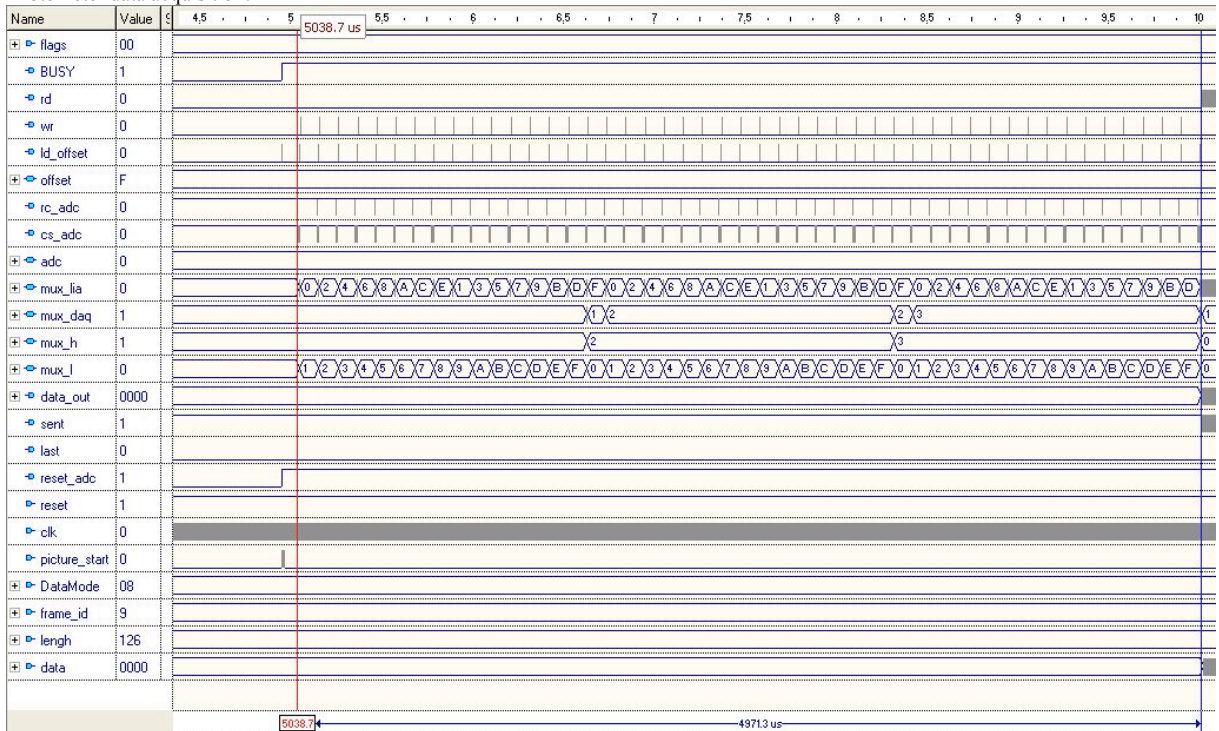 Name Value 4,5 5 5,5 6 6,5 7 7,5 8 8,5 9 9,5 10
5038.7 us
flags 00
BUSY 1
rd 0
wr 0
ld_offset 0
offset F
rc_adc 0
cs_adc 0
adc 0
mux_lia 0 0 2 4 6 8 A C E 1 3 5 7 9 B D F 0 2 4 6 8 A C E 1 3 5 7 9 B D F 0 2 4 6 8 A C E 1 3 5 7 9 B D
mux_daq 1 1 2 2 3 1
mux_h 1 2 3 0
mux_l 0 1 2 3 4 5 6 7 8 9 A B C D E F 0 1 2 3 4 5 6 7 8 9 A B C D E F 0 1 2 3 4 5 6 7 8 9 A B C D E F 0
data_out 0000
sent 1
last 0
reset_adc 1
reset 1
clk 0
picture_start 0
DataMode 08
frame_id 9
lengh 126
data 0000
5038.7 4971.3 us